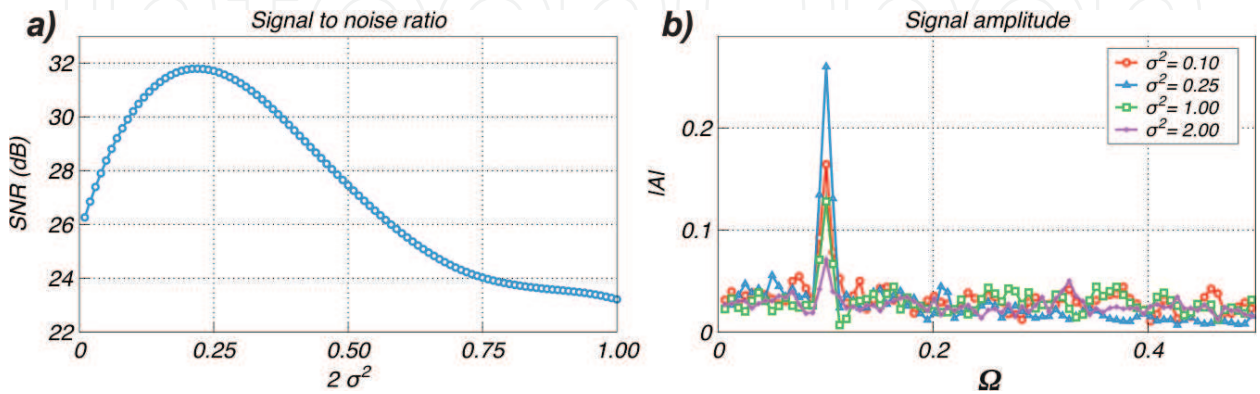 a)
Signal to noise ratio
SNR (dB)
32
30
28
26
24
22
0
0.25
0.50
0.75
1.00
2 σ²
b)
Signal amplitude
IAI
0.2
0.1
0
0
0.2
0.4
Ω
σ²= 0.10
σ²= 0.25
σ²= 1.00
σ²= 2.00